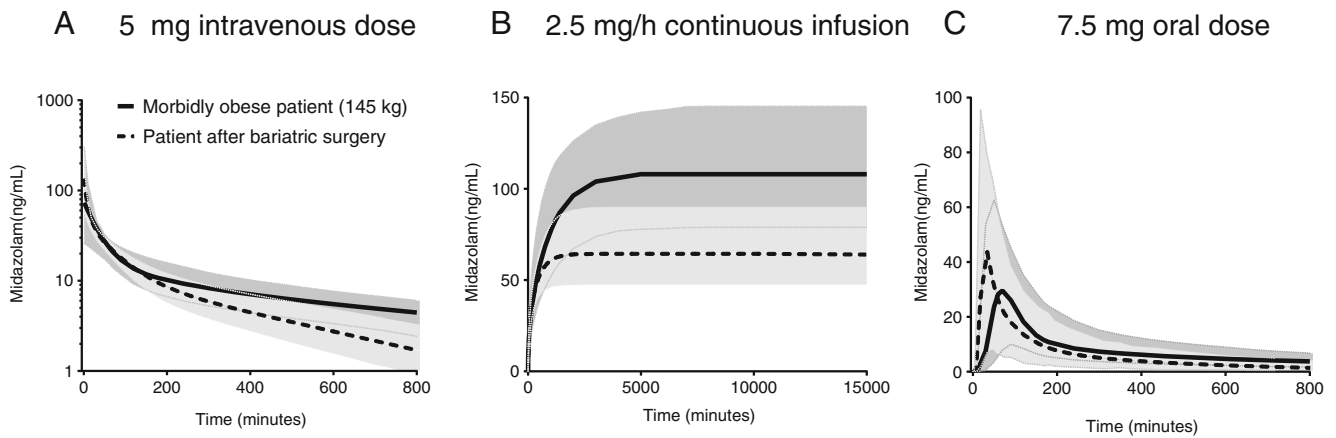 A 5 mg intravenous dose
B 2.5 mg/h continuous infusion
C 7.5 mg oral dose
Morbidly obese patient (145 kg)
Patient after bariatric surgery
Midazolam(ng/mL)
1000
100
10
1
0 200 400 600 800
Time (minutes)
Midazolam(ng/mL)
150
100
50
0
0 5000 10000 15000
Time (minutes)
Midazolam(ng/mL)
100
80
60
40
20
0
0 200 400 600 800
Time (minutes)